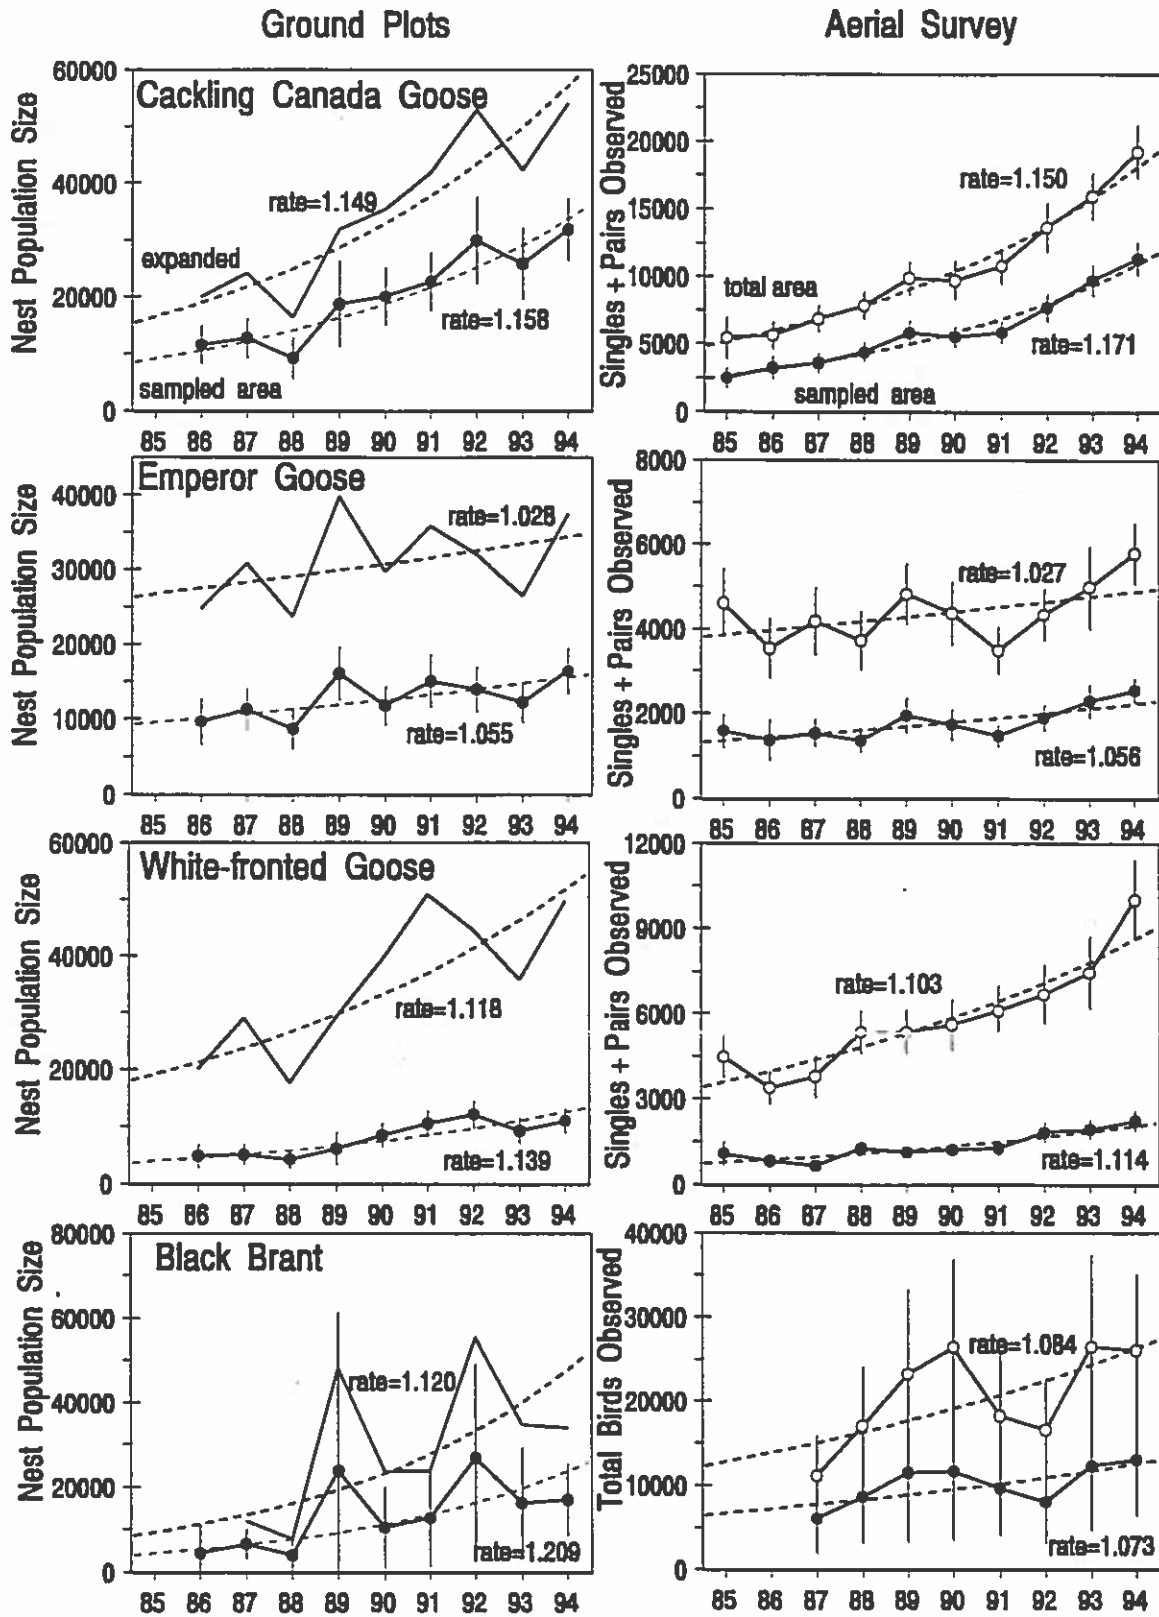 Ground Plots
Aerial Survey
Nest Population Size
60000
40000
20000
0
Cackling Canada Goose
rate=1.149
expanded
rate=1.158
sampled area
85 86 87 88 89 90 91 92 93 94
Singles + Pairs Observed
25000
20000
15000
10000
5000
0
rate=1.150
total area
rate=1.171
sampled area
85 86 87 88 89 90 91 92 93 94
Nest Population Size
40000
30000
20000
10000
0
Emperor Goose
rate=1.028
rate=1.055
85 86 87 88 89 90 91 92 93 94
Singles + Pairs Observed
8000
6000
4000
2000
0
rate=1.027
rate=1.056
85 86 87 88 89 90 91 92 93 94
Nest Population Size
60000
40000
20000
0
White-fronted Goose
rate=1.118
rate=1.139
85 86 87 88 89 90 91 92 93 94
Singles + Pairs Observed
12000
9000
6000
3000
0
rate=1.103
rate=1.114
85 86 87 88 89 90 91 92 93 94
Nest Population Size
80000
60000
40000
20000
0
Black Brant
rate=1.120
rate=1.209
85 86 87 88 89 90 91 92 93 94
Total Birds Observed
40000
30000
20000
10000
0
rate=1.084
rate=1.073
85 86 87 88 89 90 91 92 93 94